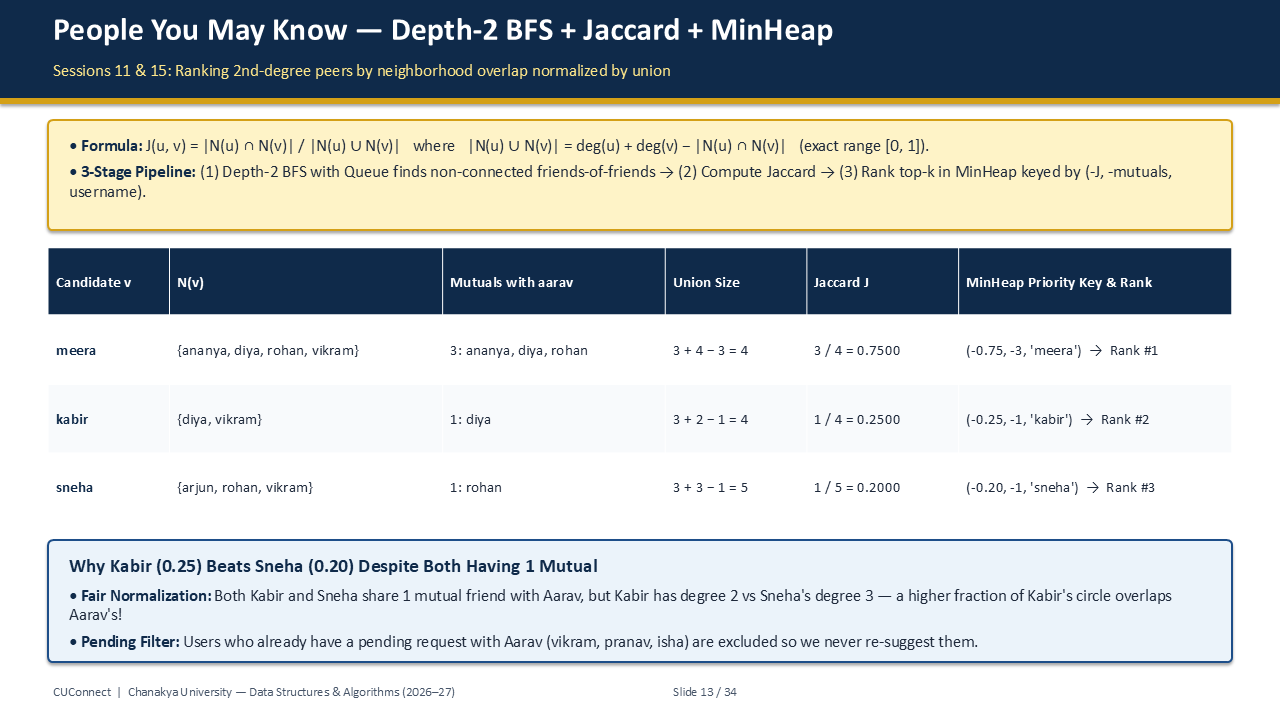 People You May Know — Depth-2 BFS + Jaccard + MinHeap
Sessions 11 & 15: Ranking 2nd-degree peers by neighborhood overlap normalized by union
• Formula: J(u, v) = |N(u) ∩ N(v)| / |N(u) ∪ N(v)|   where   |N(u) ∪ N(v)| = deg(u) + deg(v) − |N(u) ∩ N(v)|   (exact range [0, 1]).
• 3-Stage Pipeline: (1) Depth-2 BFS with Queue finds non-connected friends-of-friends → (2) Compute Jaccard → (3) Rank top-k in MinHeap keyed by (-J, -mutuals,
username).
Candidate v | N(v) | Mutuals with aarav | Union Size | Jaccard J | MinHeap Priority Key & Rank
meera | {ananya, diya, rohan, vikram} | 3: ananya, diya, rohan | 3 + 4 − 3 = 4 | 3 / 4 = 0.7500 | (-0.75, -3, 'meera') → Rank #1
kabir | {diya, vikram} | 1: diya | 3 + 2 − 1 = 4 | 1 / 4 = 0.2500 | (-0.25, -1, 'kabir') → Rank #2
sneha | {arjun, rohan, vikram} | 1: rohan | 3 + 3 − 1 = 5 | 1 / 5 = 0.2000 | (-0.20, -1, 'sneha') → Rank #3
Why Kabir (0.25) Beats Sneha (0.20) Despite Both Having 1 Mutual
• Fair Normalization: Both Kabir and Sneha share 1 mutual friend with Aarav, but Kabir has degree 2 vs Sneha's degree 3 — a higher fraction of Kabir's circle overlaps
Aarav's!
• Pending Filter: Users who already have a pending request with Aarav (vikram, pranav, isha) are excluded so we never re-suggest them.
CUConnect | Chanakya University — Data Structures & Algorithms (2026–27)
Slide 13 / 34